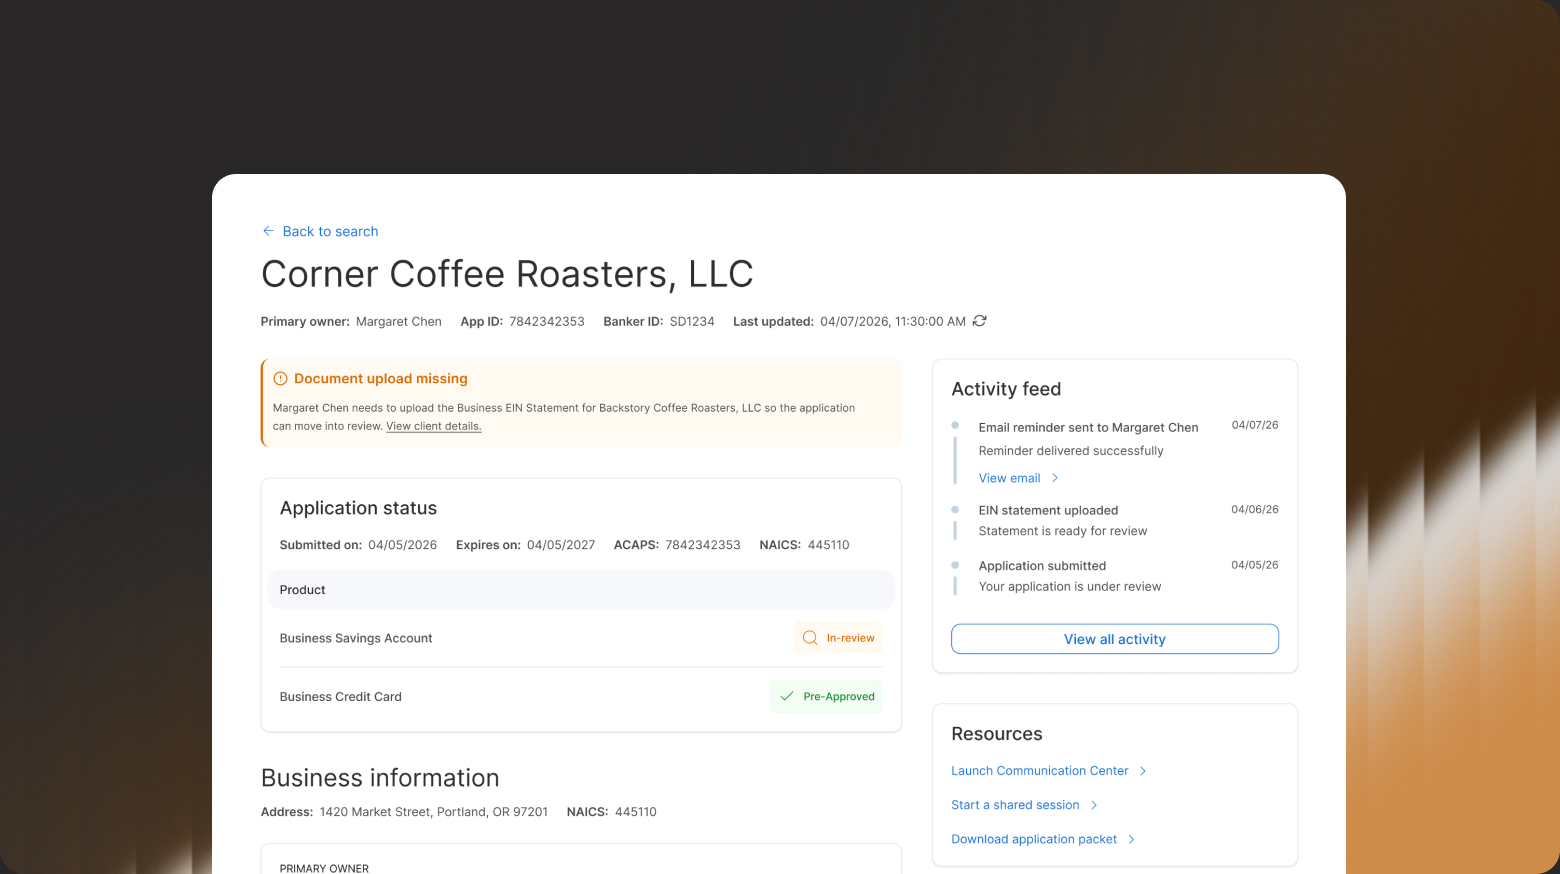 Back to search
Corner Coffee Roasters, LLC
Primary owner: Margaret Chen App ID: 7842342353 Banker ID: SD1234 Last updated: 04/07/2026, 11:30:00 AM
Document upload missing
Margaret Chen needs to upload the Business EIN Statement for Backstory Coffee Roasters, LLC so the application
can move into review. View client details.
Application status
Submitted on: 04/05/2026 Expires on: 04/05/2027 ACAPS: 7842342353 NAICS: 445110
Product
Business Savings Account In-review
Business Credit Card Pre-Approved
Business information
Address: 1420 Market Street, Portland, OR 97201 NAICS: 445110
PRIMARY OWNER
Activity feed
Email reminder sent to Margaret Chen 04/07/26
Reminder delivered successfully
View email
EIN statement uploaded 04/06/26
Statement is ready for review
Application submitted 04/05/26
Your application is under review
View all activity
Resources
Launch Communication Center
Start a shared session
Download application packet